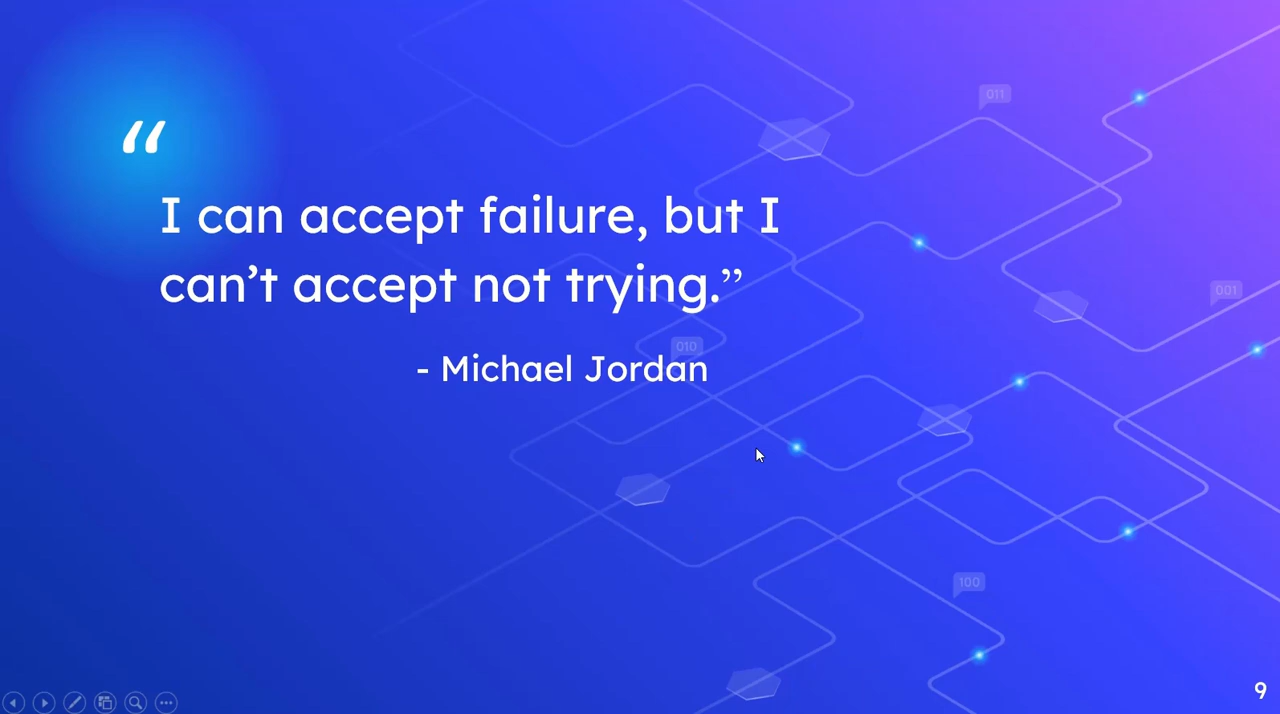 “
I can accept failure, but I
can’t accept not trying.”
- Michael Jordan
011
001
010
100
9